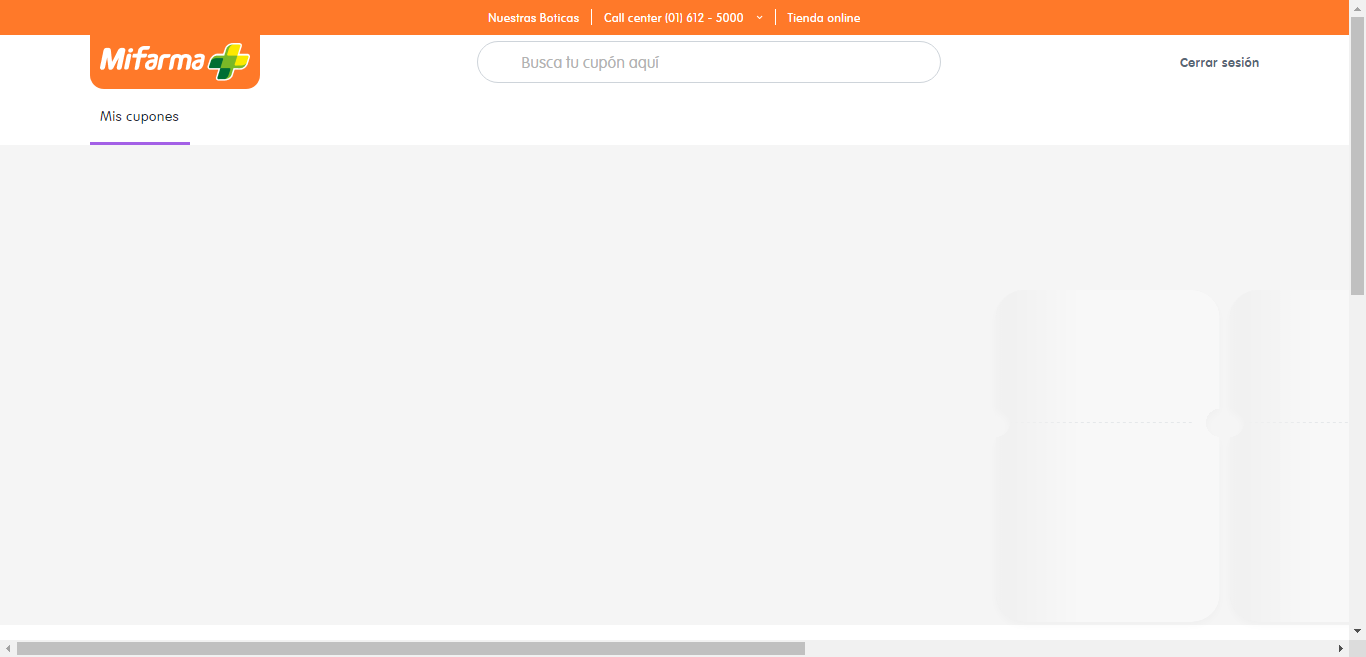 Nuestras Boticas
Call center (01) 612 - 5000
Tienda online
Mifarma
Busca tu cupón aquí
Cerrar sesión
Mis cupones